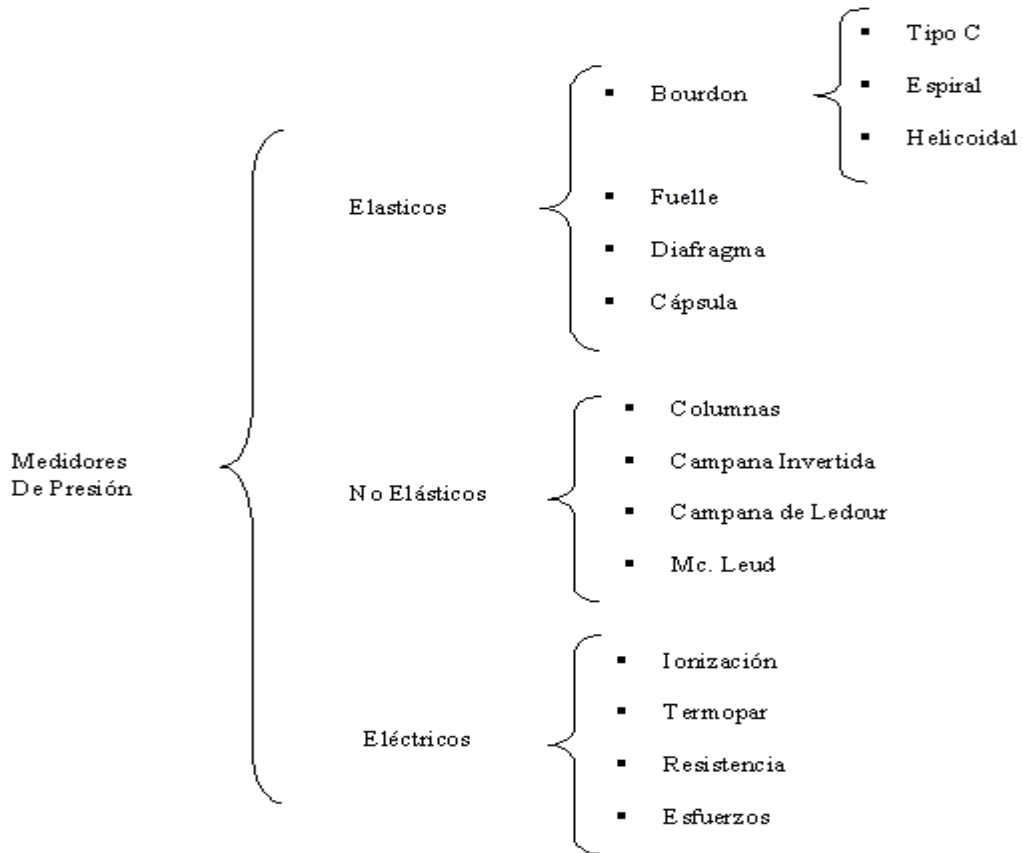 Medidores
De Presión
Elasticos
Bourdon
Tipo C
Espiral
Helicoidal
Fuelle
Diafragma
Cápsula
No Elásticos
Columnas
Campana Invertida
Campana de Ledour
Mc. Leud
Eléctricos
Ionización
Termopar
Resistencia
Esfuerzos